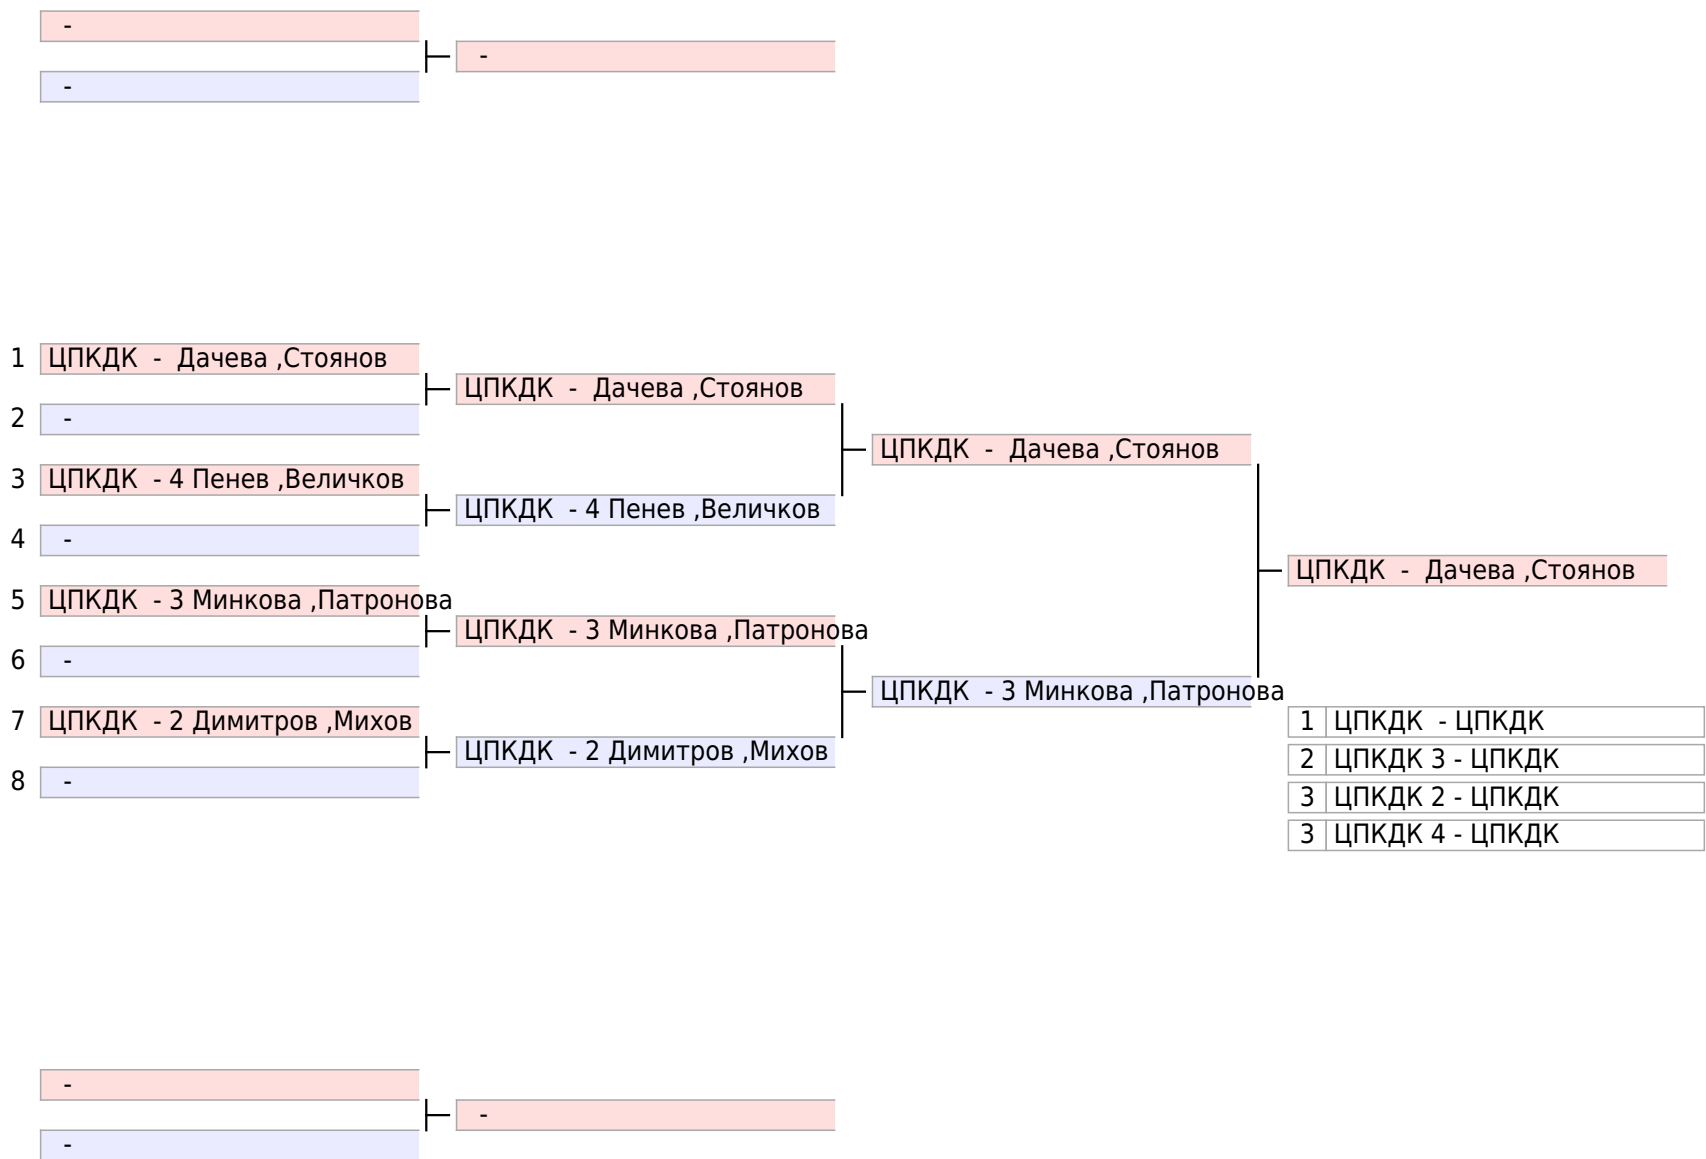 -
-
-
1 ЦПКДК - Дачева ,Стоянов
ЦПКДК - Дачева ,Стоянов
2 -
ЦПКДК - Дачева ,Стоянов
3 ЦПКДК - 4 Пенев ,Величков
ЦПКДК - 4 Пенев ,Величков
4 -
ЦПКДК - Дачева ,Стоянов
5 ЦПКДК - 3 Минкова ,Патронова
ЦПКДК - 3 Минкова ,Патронова
6 -
ЦПКДК - 3 Минкова ,Патронова
7 ЦПКДК - 2 Димитров ,Михов
ЦПКДК - 2 Димитров ,Михов
8 -
1 ЦПКДК - ЦПКДК
2 ЦПКДК 3 - ЦПКДК
3 ЦПКДК 2 - ЦПКДК
3 ЦПКДК 4 - ЦПКДК
-
-
-